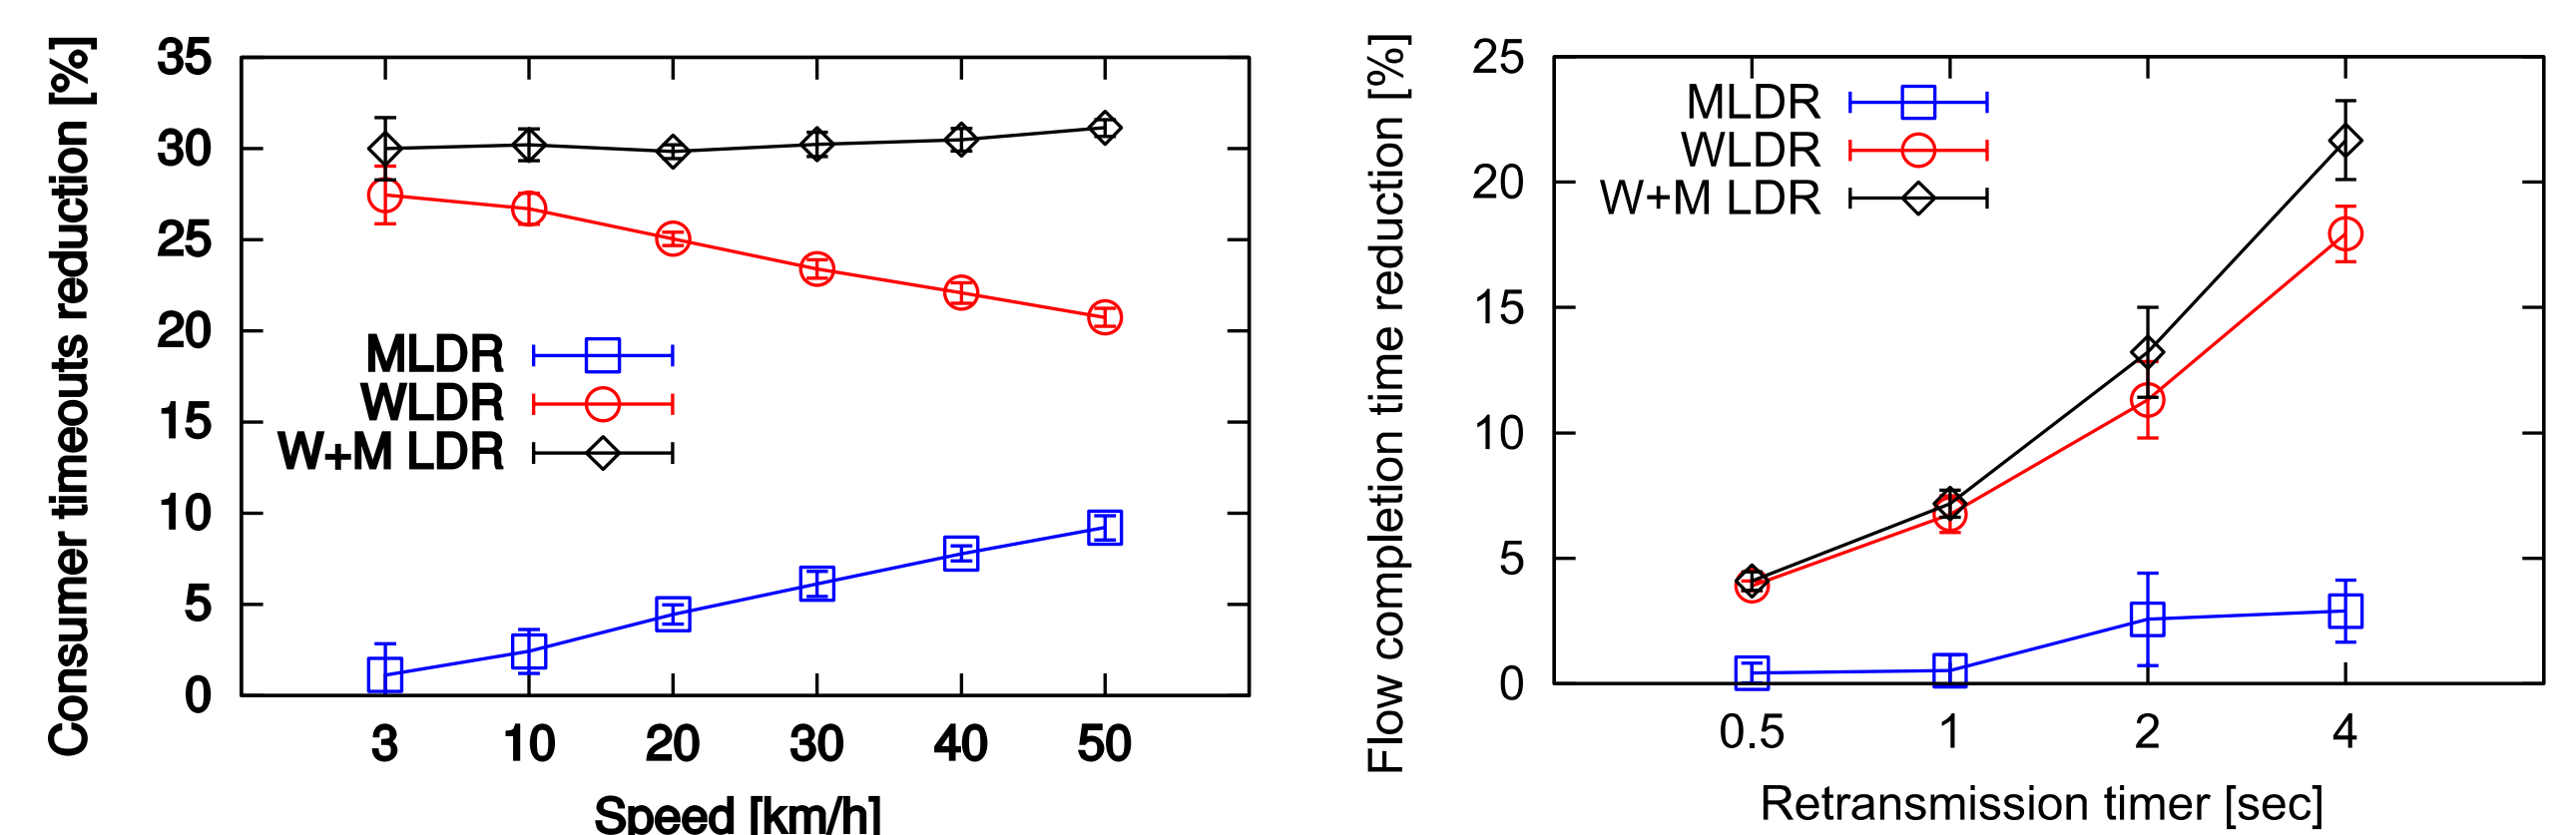 Consumer timeouts reduction [%]
35
30
25
20
15
10
5
0
MLDR
WLDR
W+M LDR
3 10 20 30 40 50
Speed [km/h]
Flow completion time reduction [%]
25
20
15
10
5
0
MLDR
WLDR
W+M LDR
0.5 1 2 4
Retransmission timer [sec]